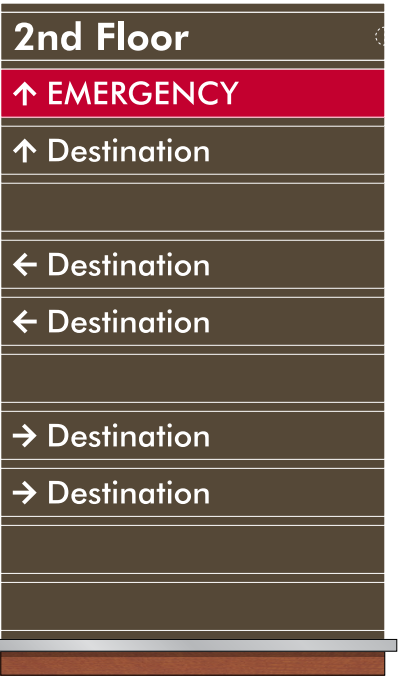 2nd Floor
↑ EMERGENCY
↑ Destination
← Destination
← Destination
→ Destination
→ Destination